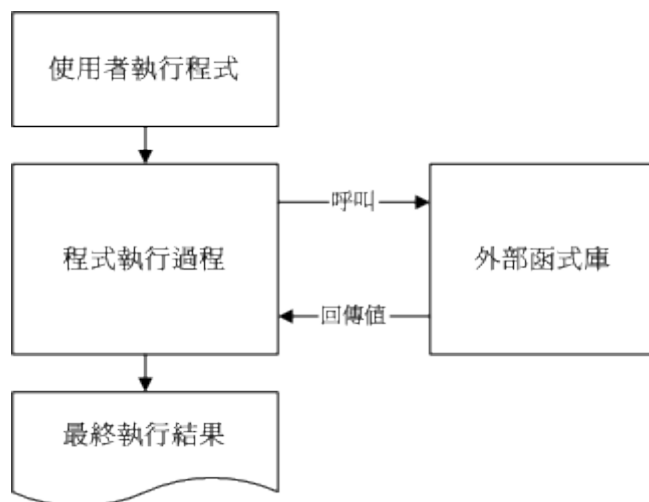 使用者執行程式
程式執行過程
呼叫
外部函式庫
回傳值
最終執行結果